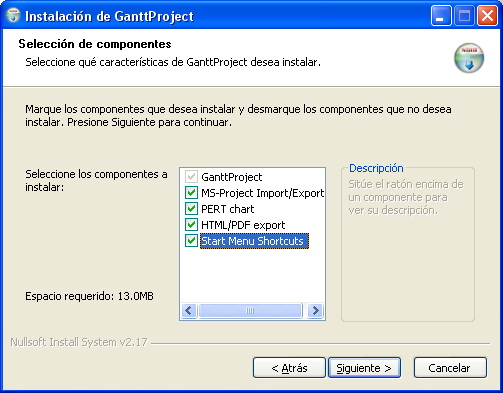 Instalación de GanttProject
Selección de componentes
Seleccione qué características de GanttProject desea instalar.
Marque los componentes que desea instalar y desmarque los componentes que no desea
instalar. Presione Siguiente para continuar.
Seleccione los componentes a
instalar:
GanttProject
MS-Project Import/Export
PERT chart
HTML/PDF export
Start Menu Shortcuts
Descripción
Sitúe el ratón encima de
un componente para
ver su descripción.
Espacio requerido: 13.0MB
Nullsoft Install System v2.17
< Atrás
Siguiente >
Cancelar